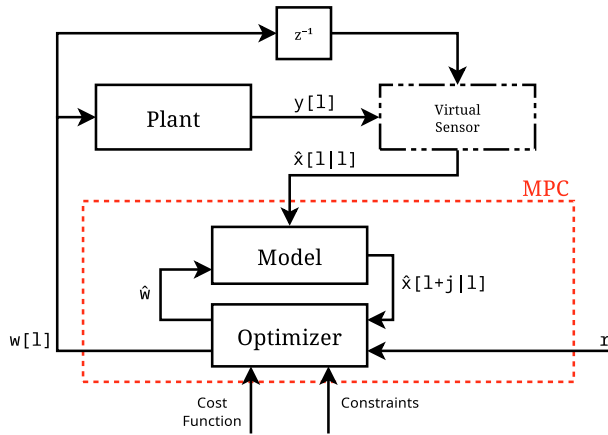 z⁻¹
Plant
y[l]
Virtual
Sensor
x̂[l|l]
MPC
Model
ŵ
x̂[l+j|l]
Optimizer
w[l]
r
Cost
Function
Constraints